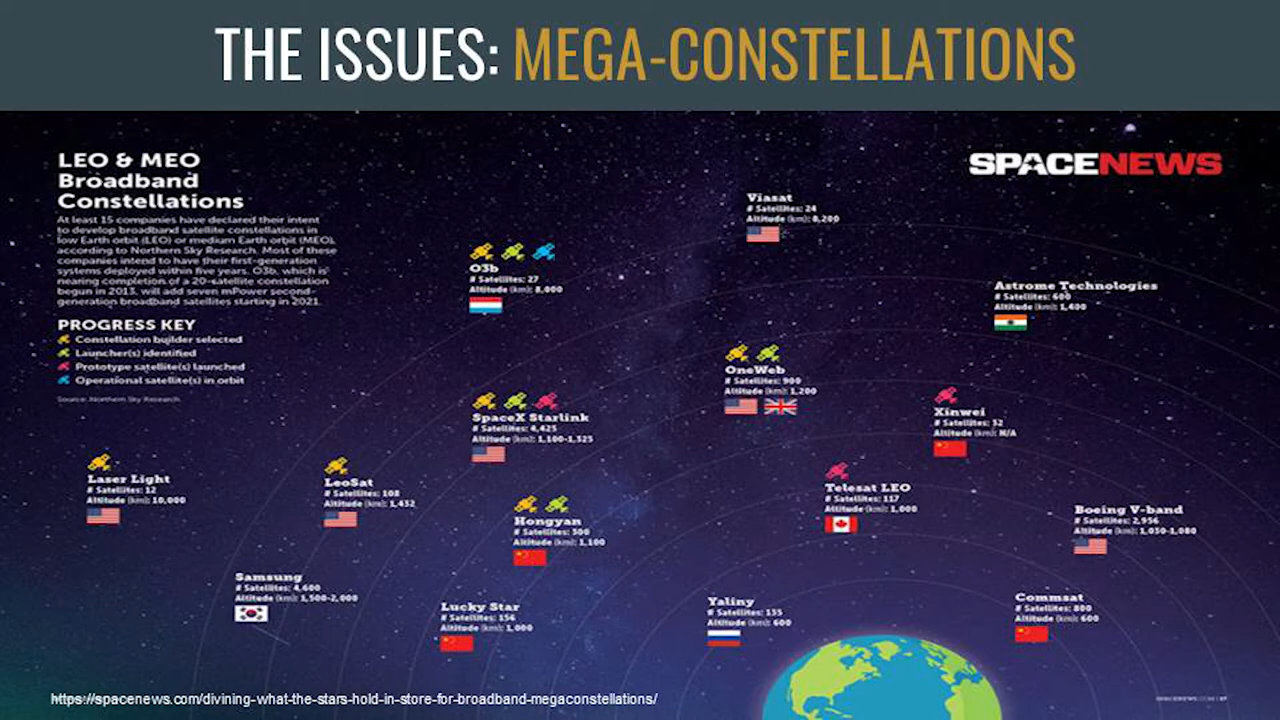 THE ISSUES: MEGA-CONSTELLATIONS
LEO & MEO
Broadband
Constellations
At least 15 companies have declared their intent
to develop broadband satellite constellations in
low Earth orbit (LEO) or medium Earth orbit (MEO),
according to Northern Sky Research. Most of these
companies intend to have their first-generation
systems deployed within five years. O3b, which is
nearing completion of a 20-satellite constellation
begun in 2013, will add seven mPower second-
generation broadband satellites starting in 2021.
PROGRESS KEY
Constellation builder selected
Launcher(s) identified
Prototype satellite(s) launched
Operational satellite(s) in orbit
Source: Northern Sky Research
SPACENEWS
Viasat
# Satellites: 24
Altitude (km): 8,200
O3b
# Satellites: 27
Altitude (km): 8,000
Astrome Technologies
# Satellites: 600
Altitude (km): 1,400
OneWeb
# Satellites: 900
Altitude (km): 1,200
SpaceX Starlink
# Satellites: 4,425
Altitude (km): 1,100-1,325
Xinwei
# Satellites: 32
Altitude (km): N/A
Laser Light
# Satellites: 12
Altitude (km): 10,000
LeoSat
# Satellites: 108
Altitude (km): 1,432
Telesat LEO
# Satellites: 117
Altitude (km): 1,000
Hongyan
# Satellites: 300
Altitude (km): 1,100
Boeing V-band
# Satellites: 2,956
Altitude (km): 1,030-1,080
Samsung
# Satellites: 4,600
Altitude (km): 1,500-2,000
Lucky Star
# Satellites: 156
Altitude (km): 1,000
Yaliny
# Satellites: 135
Altitude (km): 600
Commsat
# Satellites: 800
Altitude (km): 600
https://spacenews.com/divining-what-the-stars-hold-in-store-for-broadband-megaconstellations/